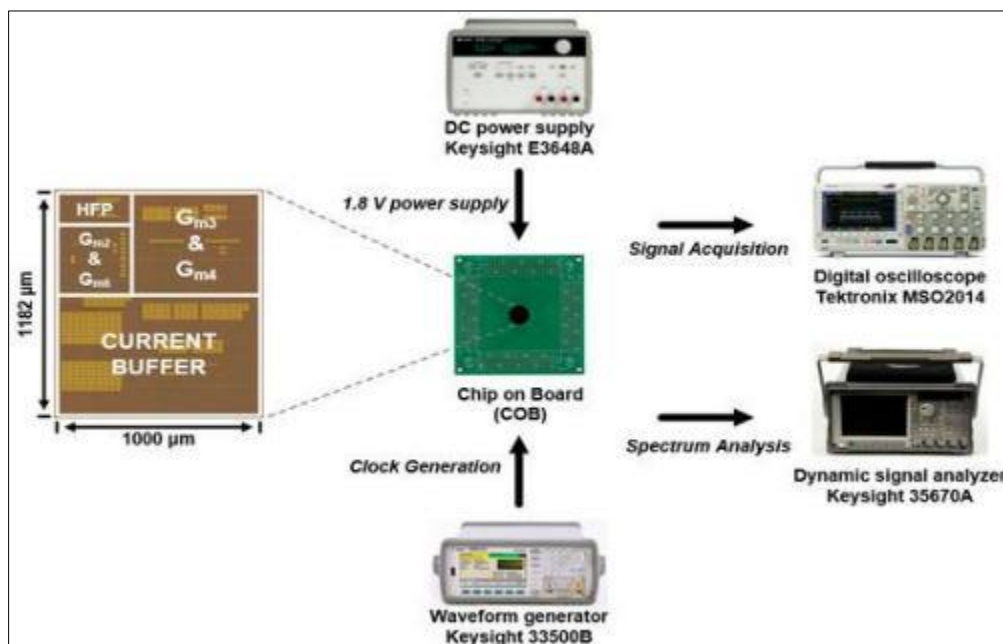 DC power supply
Keysight E3648A
1.8 V power supply
HFP
Gm3
&
Gm4
Gm2
&
1182 µm
CURRENT
BUFFER
1000 µm
Signal Acquisition
Digital oscilloscope
Tektronix MSO2014
Chip on Board
(COB)
Clock Generation
Spectrum Analysis
Dynamic signal analyzer
Keysight 35670A
Waveform generator
Keysight 33500B